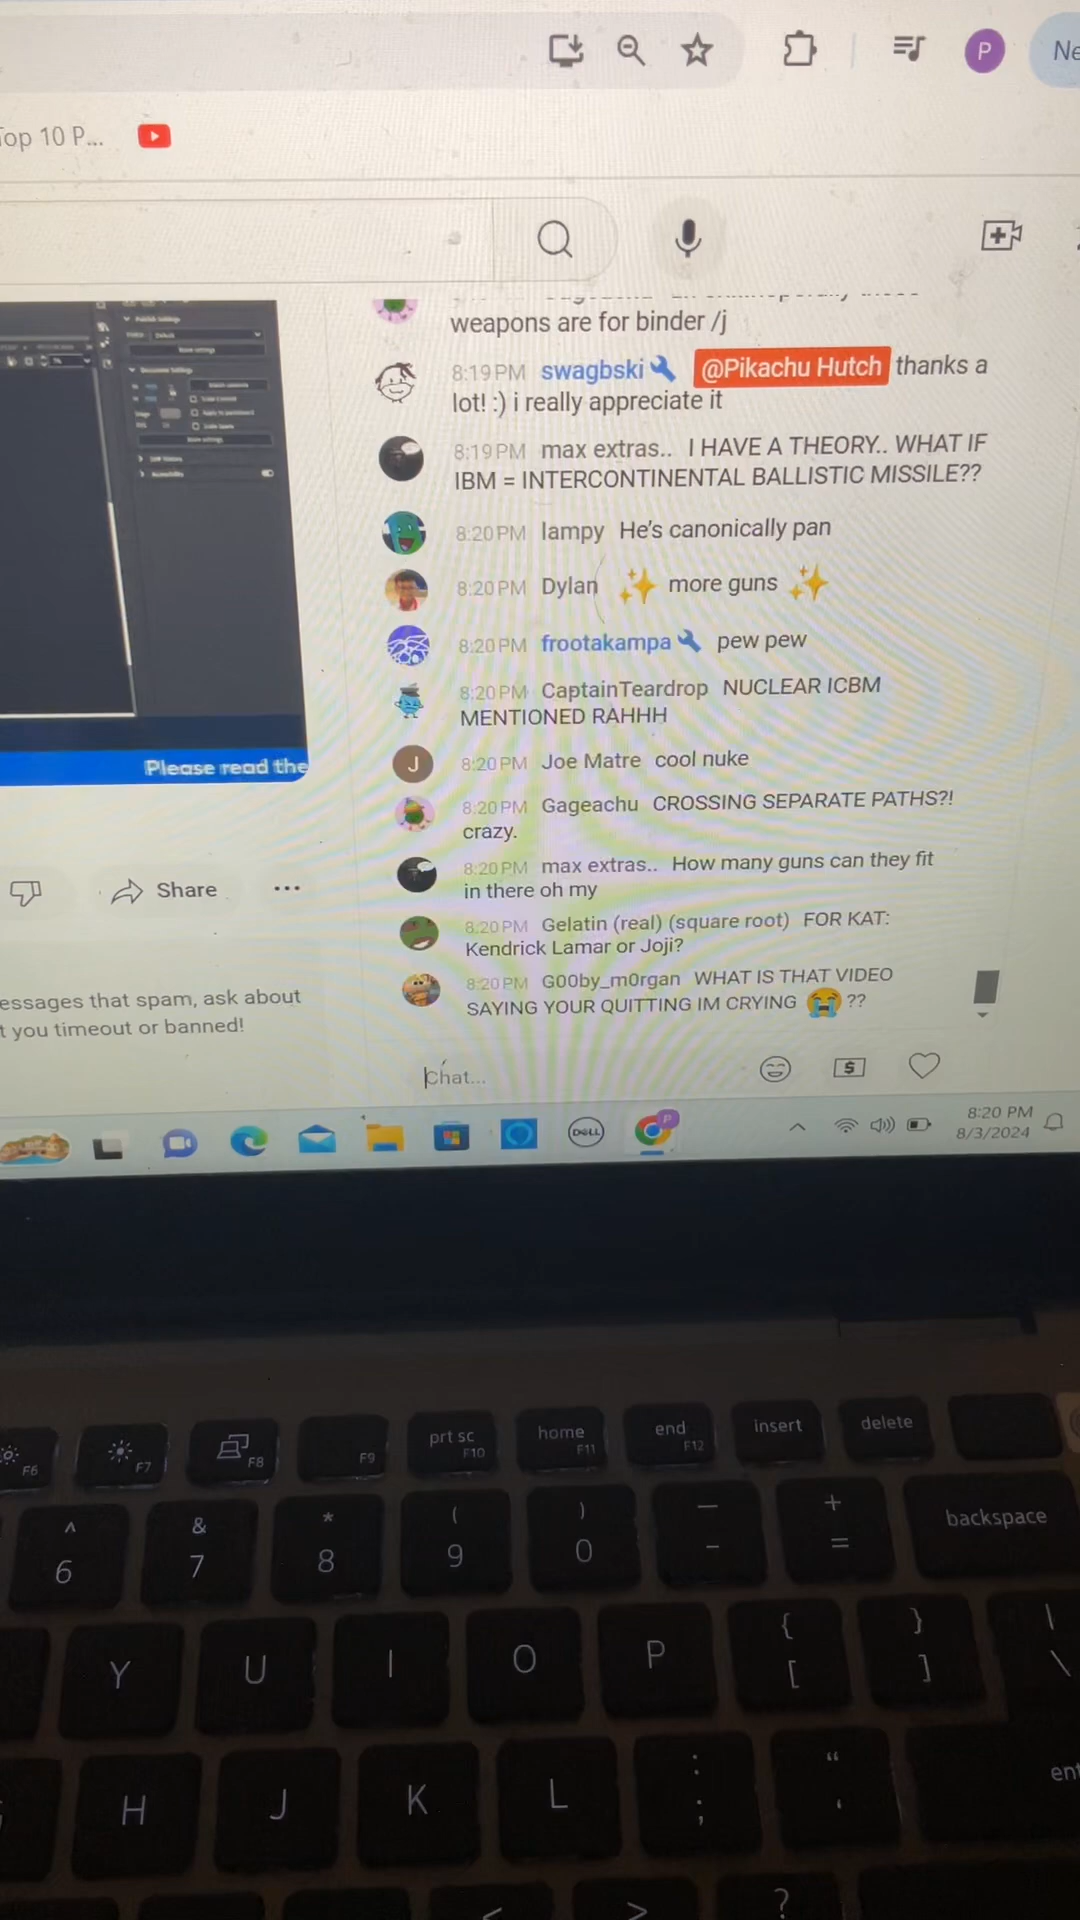 Ne
Top 10 P...
weapons are for binder /j
8:19 PM swagbski @Pikachu Hutch thanks a
lot! :) i really appreciate it
8:19 PM max extras.. I HAVE A THEORY.. WHAT IF
IBM = INTERCONTINENTAL BALLISTIC MISSILE??
8:20 PM lampy He's canonically pan
8:20 PM Dylan ✨ more guns ✨
8:20 PM frootakampa pew pew
8:20 PM CaptainTeardrop NUCLEAR ICBM
MENTIONED RAHHH
Please read the
J 8:20 PM Joe Matre cool nuke
8:20 PM Gageachu CROSSING SEPARATE PATHS?!
crazy.
8:20 PM max extras.. How many guns can they fit
in there oh my
Share
8:20 PM Gelatin (real) (square root) FOR KAT:
Kendrick Lamar or Joji?
8:20 PM G00by_m0rgan WHAT IS THAT VIDEO
SAYING YOUR QUITTING IM CRYING 😭 ??
essages that spam, ask about
t you timeout or banned!
Chat...
DELL
P
8:20 PM
8/3/2024
F6 F7 F8 F9 prt sc F10 home F11 end F12 insert delete
^ 6 & 7 * 8 ( 9 ) 0 — - + = backspace
Y U I O P { [ } ] | \
H J K L : ; “ ‘ ent
< > ?